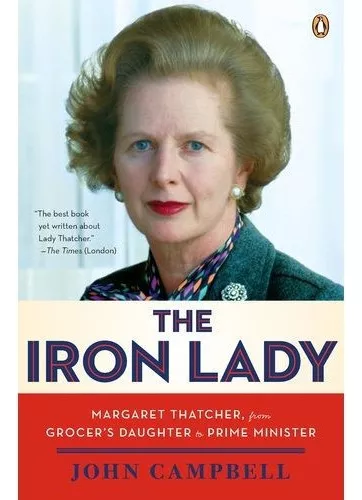 "The best book
yet written about
Lady Thatcher."
—The Times (London)
THE
IRON LADY
MARGARET THATCHER, from
GROCER'S DAUGHTER to PRIME MINISTER
JOHN CAMPBELL